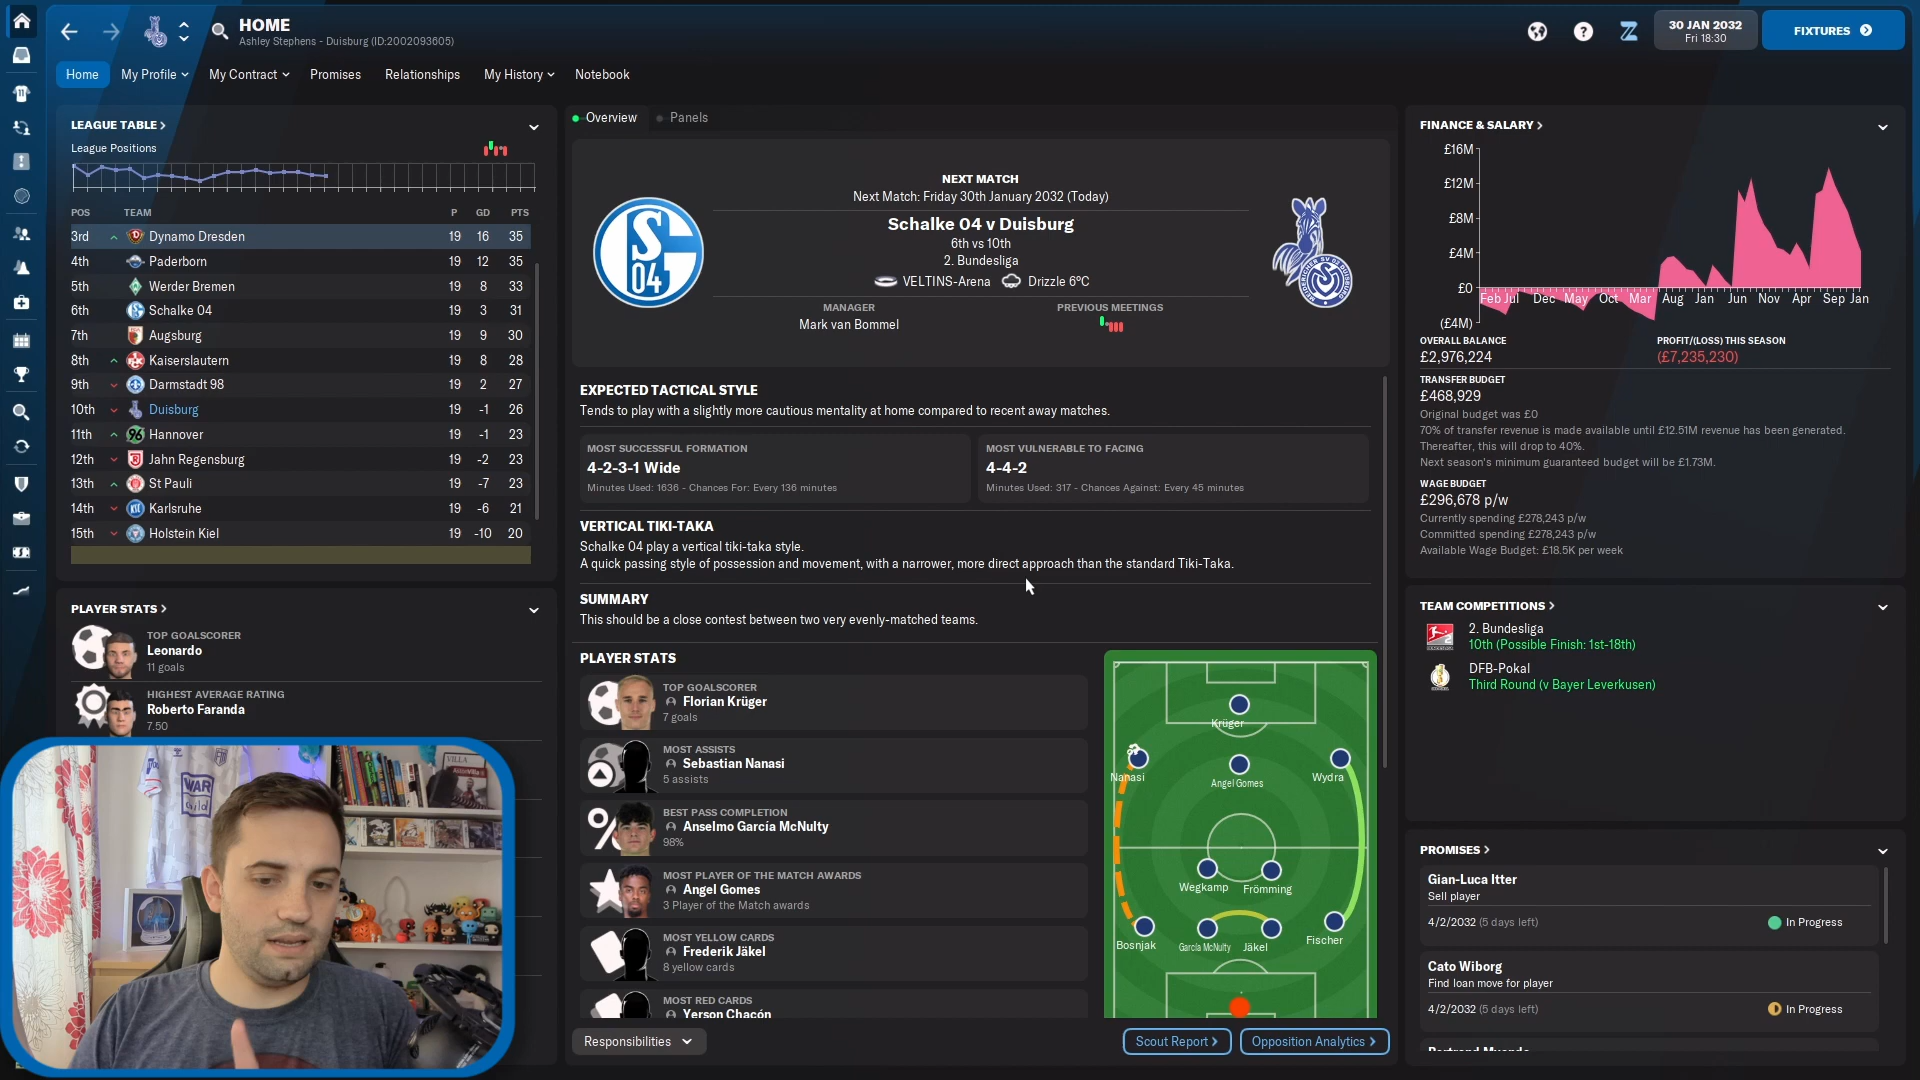 HOME
Ashley Stephens - Duisburg (ID:2002093605)
30 JAN 2032
Fri 18:30
FIXTURES
Home
My Profile
My Contract
Promises
Relationships
My History
Notebook
LEAGUE TABLE
League Positions
POS TEAM P GD PTS
3rd Dynamo Dresden 19 16 35
4th Paderborn 19 12 35
5th Werder Bremen 19 8 33
6th Schalke 04 19 3 31
7th Augsburg 19 9 30
8th Kaiserslautern 19 8 28
9th Darmstadt 98 19 2 27
10th Duisburg 19 -1 26
11th Hannover 19 -1 23
12th Jahn Regensburg 19 -2 23
13th St Pauli 19 -7 23
14th Karlsruhe 19 -6 21
15th Holstein Kiel 19 -10 20
PLAYER STATS
TOP GOALSCORER
Leonardo
11 goals
HIGHEST AVERAGE RATING
Roberto Faranda
7.50
WAR
child
VILLA
Overview
Panels
NEXT MATCH
Next Match: Friday 30th January 2032 (Today)
Schalke 04 v Duisburg
6th vs 10th
2. Bundesliga
VELTINS-Arena Drizzle 6°C
MANAGER
Mark van Bommel
PREVIOUS MEETINGS
S
04
EXPECTED TACTICAL STYLE
Tends to play with a slightly more cautious mentality at home compared to recent away matches.
MOST SUCCESSFUL FORMATION
4-2-3-1 Wide
Minutes Used: 1636 - Chances For: Every 136 minutes
MOST VULNERABLE TO FACING
4-4-2
Minutes Used: 317 - Chances Against: Every 45 minutes
VERTICAL TIKI-TAKA
Schalke 04 play a vertical tiki-taka style.
A quick passing style of possession and movement, with a narrower, more direct approach than the standard Tiki-Taka.
SUMMARY
This should be a close contest between two very evenly-matched teams.
PLAYER STATS
TOP GOALSCORER
Florian Krüger
7 goals
MOST ASSISTS
Sebastian Nanasi
5 assists
BEST PASS COMPLETION
Anselmo García McNulty
98%
MOST PLAYER OF THE MATCH AWARDS
Angel Gomes
3 Player of the Match awards
MOST YELLOW CARDS
Frederik Jäkel
8 yellow cards
MOST RED CARDS
Yerson Chacón
Krüger
Nanasi
Angel Gomes
Wydra
Wegkamp
Frömming
Bosnjak
García McNulty
Jäkel
Fischer
Responsibilities
Scout Report
Opposition Analytics
FINANCE & SALARY
£16M
£12M
£8M
£4M
£0
(£4M)
Feb Jul Dec May Oct Mar Aug Jan Jun Nov Apr Sep Jan
OVERALL BALANCE
£2,976,224
PROFIT/(LOSS) THIS SEASON
(£7,235,230)
TRANSFER BUDGET
£468,929
Original budget was £0
70% of transfer revenue is made available until £12.51M revenue has been generated.
Thereafter, this will drop to 40%.
Next season's minimum guaranteed budget will be £1.73M.
WAGE BUDGET
£296,678 p/w
Currently spending £278,243 p/w
Committed spending £278,243 p/w
Available Wage Budget: £18.5K per week
TEAM COMPETITIONS
2. Bundesliga
10th (Possible Finish: 1st-18th)
DFB-Pokal
Third Round (v Bayer Leverkusen)
PROMISES
Gian-Luca Itter
Sell player
4/2/2032 (5 days left)
In Progress
Cato Wiborg
Find loan move for player
4/2/2032 (5 days left)
In Progress